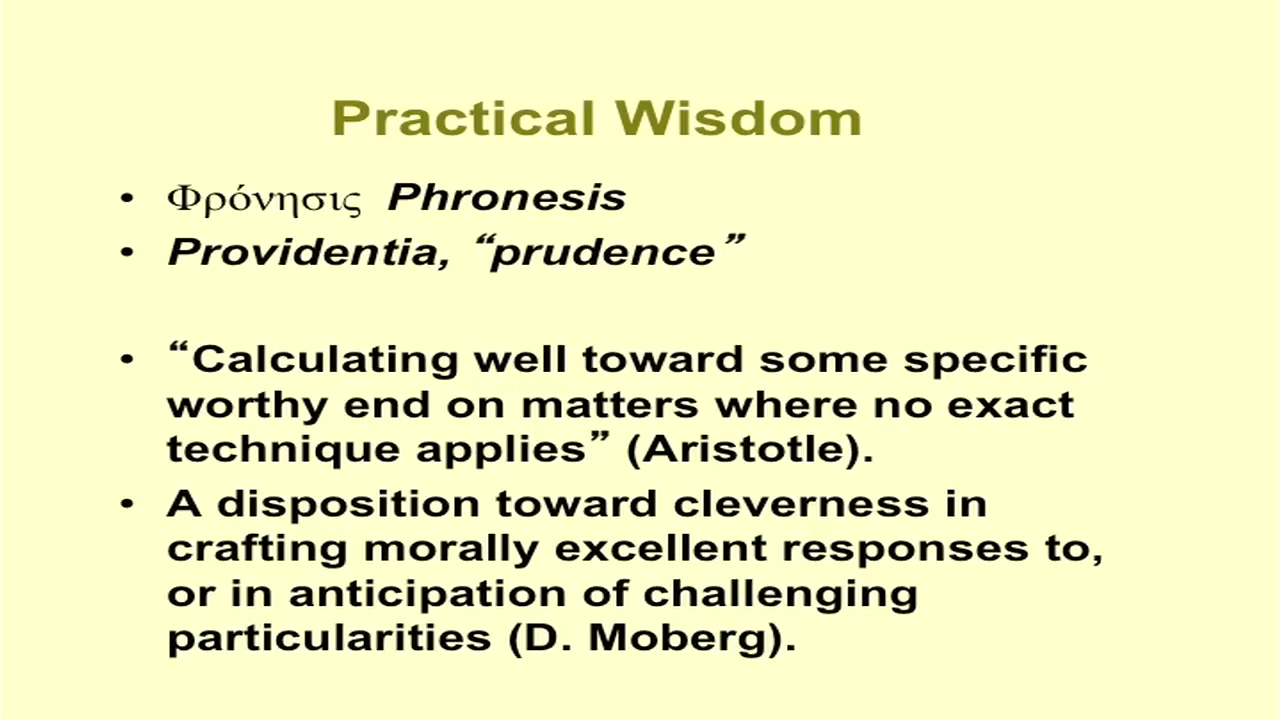 Practical Wisdom
• Φρόνησις Phronesis
• Providentia, “prudence”
• “Calculating well toward some specific
worthy end on matters where no exact
technique applies” (Aristotle).
• A disposition toward cleverness in
crafting morally excellent responses to,
or in anticipation of challenging
particularities (D. Moberg).